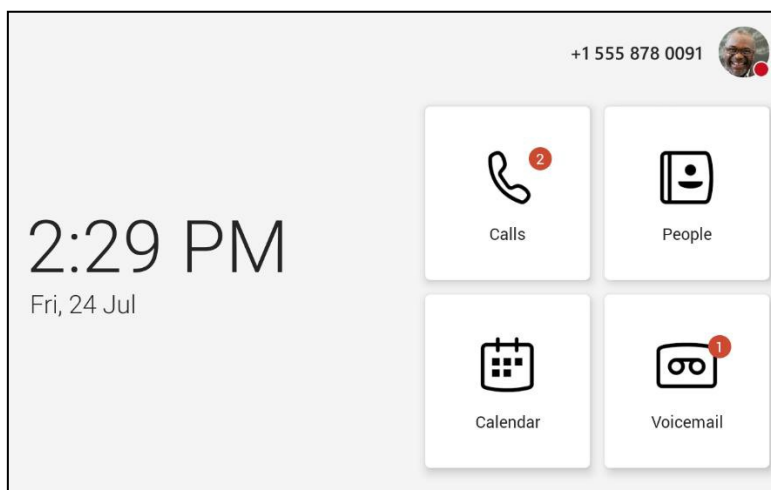 +1 555 878 0091
2:29 PM
Fri, 24 Jul
2
Calls
People
Calendar
1
Voicemail